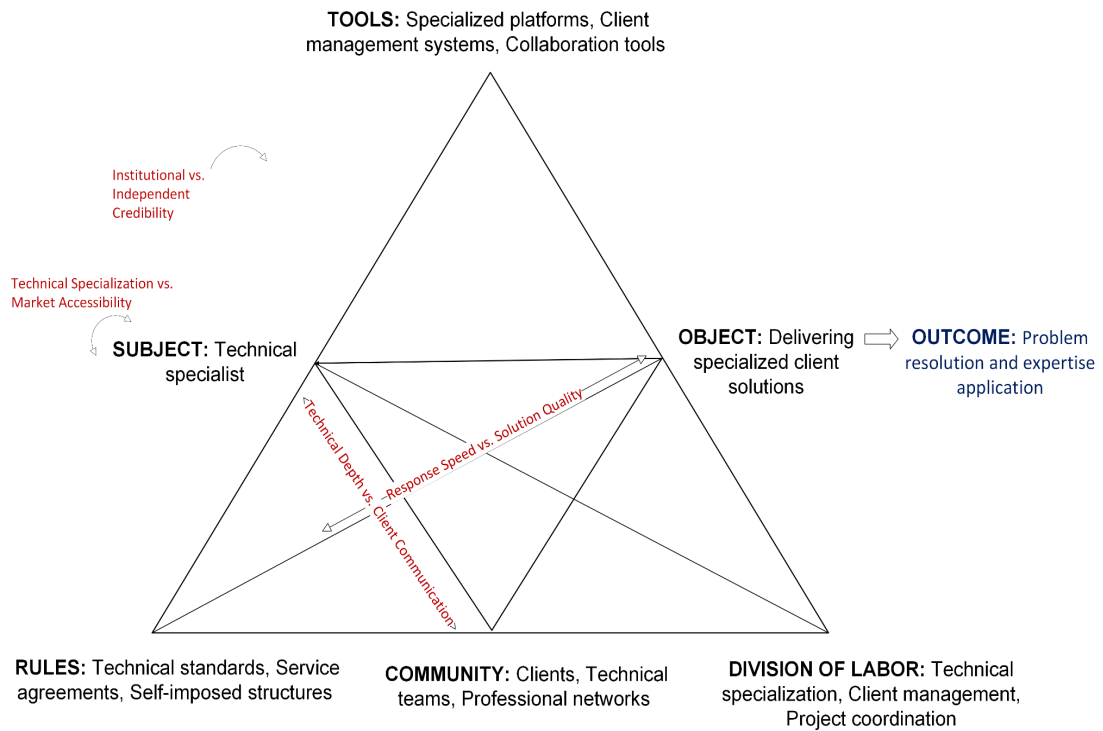 TOOLS: Specialized platforms, Client
management systems, Collaboration tools
Institutional vs.
Independent
Credibility
Technical Specialization vs.
Market Accessibility
SUBJECT: Technical
specialist
OBJECT: Delivering
specialized client
solutions
OUTCOME: Problem
resolution and expertise
application
Response Speed vs. Solution Quality
Technical Depth vs. Client Communication
RULES: Technical standards, Service
agreements, Self-imposed structures
COMMUNITY: Clients, Technical
teams, Professional networks
DIVISION OF LABOR: Technical
specialization, Client management,
Project coordination